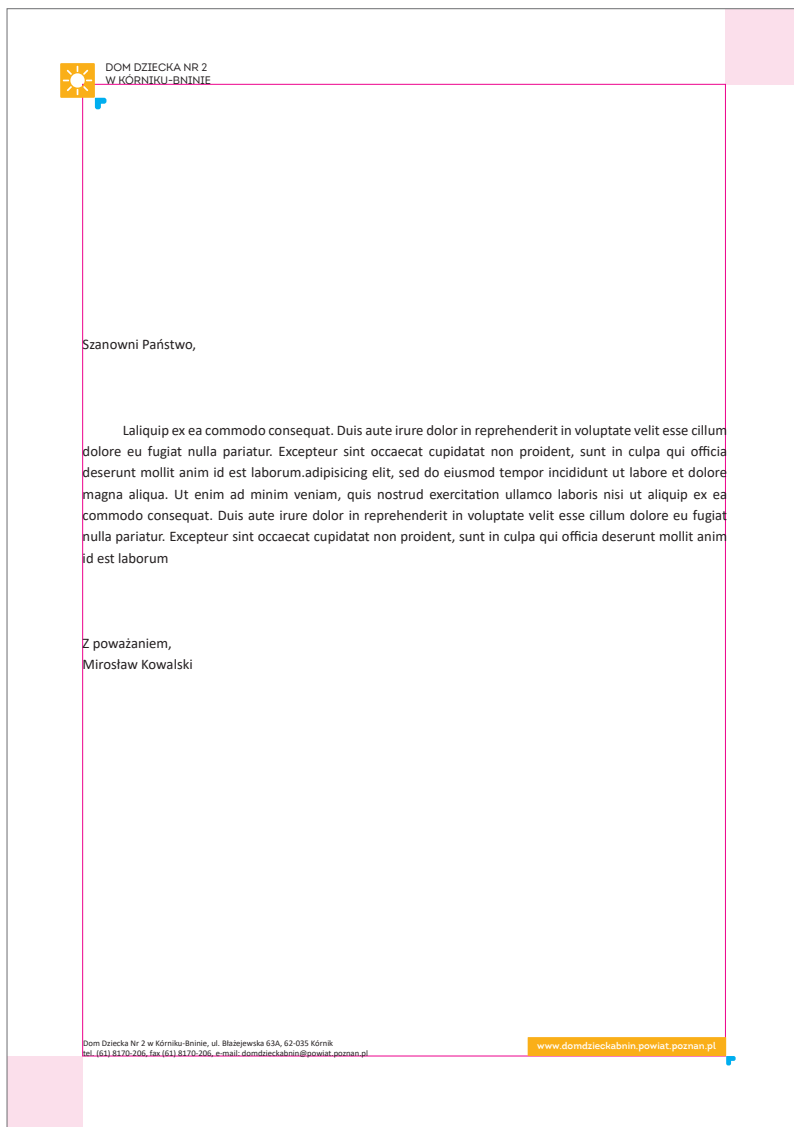 DOM DZIECKA NR 2
W KÓRNIKU-BNINIE
Szanowni Państwo,
Laliquip ex ea commodo consequat. Duis aute irure dolor in reprehenderit in voluptate velit esse cillum
dolore eu fugiat nulla pariatur. Excepteur sint occaecat cupidatat non proident, sunt in culpa qui officia
deserunt mollit anim id est laborum.adipisicing elit, sed do eiusmod tempor incididunt ut labore et dolore
magna aliqua. Ut enim ad minim veniam, quis nostrud exercitation ullamco laboris nisi ut aliquip ex ea
commodo consequat. Duis aute irure dolor in reprehenderit in voluptate velit esse cillum dolore eu fugiat
nulla pariatur. Excepteur sint occaecat cupidatat non proident, sunt in culpa qui officia deserunt mollit anim
id est laborum
Z poważaniem,
Mirosław Kowalski
Dom Dziecka Nr 2 w Kórniku-Bninie, ul. Błażejewska 63A, 62-035 Kórnik
tel. (61) 8170-206, fax (61) 8170-206, e-mail: domdzieckabnin@powiat.poznan.pl
www.domdzieckabnin.powiat.poznan.pl